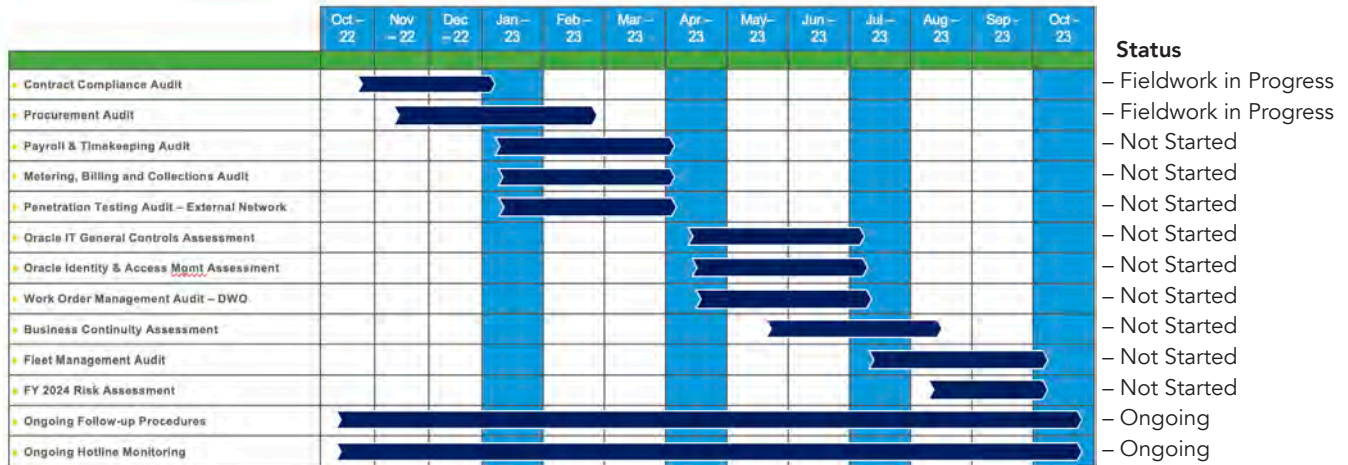 Oct – 22 Nov – 22 Dec – 22 Jan – 23 Feb – 23 Mar – 23 Apr – 23 May– 23 Jun – 23 Jul – 23 Aug – 23 Sep – 23 Oct - 23
Status
Contract Compliance Audit – Fieldwork in Progress
Procurement Audit – Fieldwork in Progress
Payroll & Timekeeping Audit – Not Started
Metering, Billing and Collections Audit – Not Started
Penetration Testing Audit – External Network – Not Started
Oracle IT General Controls Assessment – Not Started
Oracle Identity & Access Mgmt Assessment – Not Started
Work Order Management Audit – DWO – Not Started
Business Continuity Assessment – Not Started
Fleet Management Audit – Not Started
FY 2024 Risk Assessment – Not Started
Ongoing Follow-up Procedures – Ongoing
Ongoing Hotline Monitoring – Ongoing